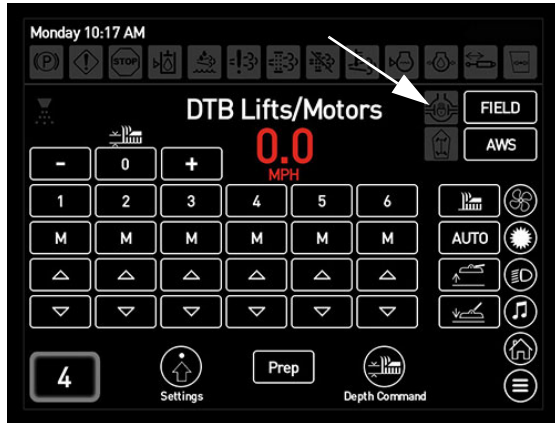 Monday 10:17 AM
(P) STOP
DTB Lifts/Motors
FIELD
0.0
MPH
AWS
- 0 +
1 2 3 4 5 6
M M M M M M AUTO
4
Settings
Prep
Depth Command